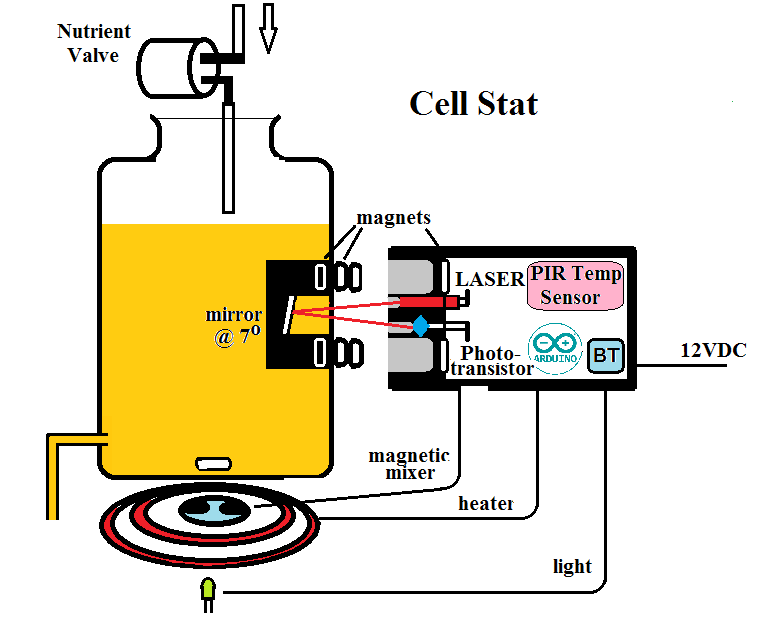 Nutrient
Valve
Cell Stat
magnets
LASER
PIR Temp
Sensor
mirror
@ 7º
Photo-
transistor
ARDUINO
BT
12VDC
magnetic
mixer
heater
light